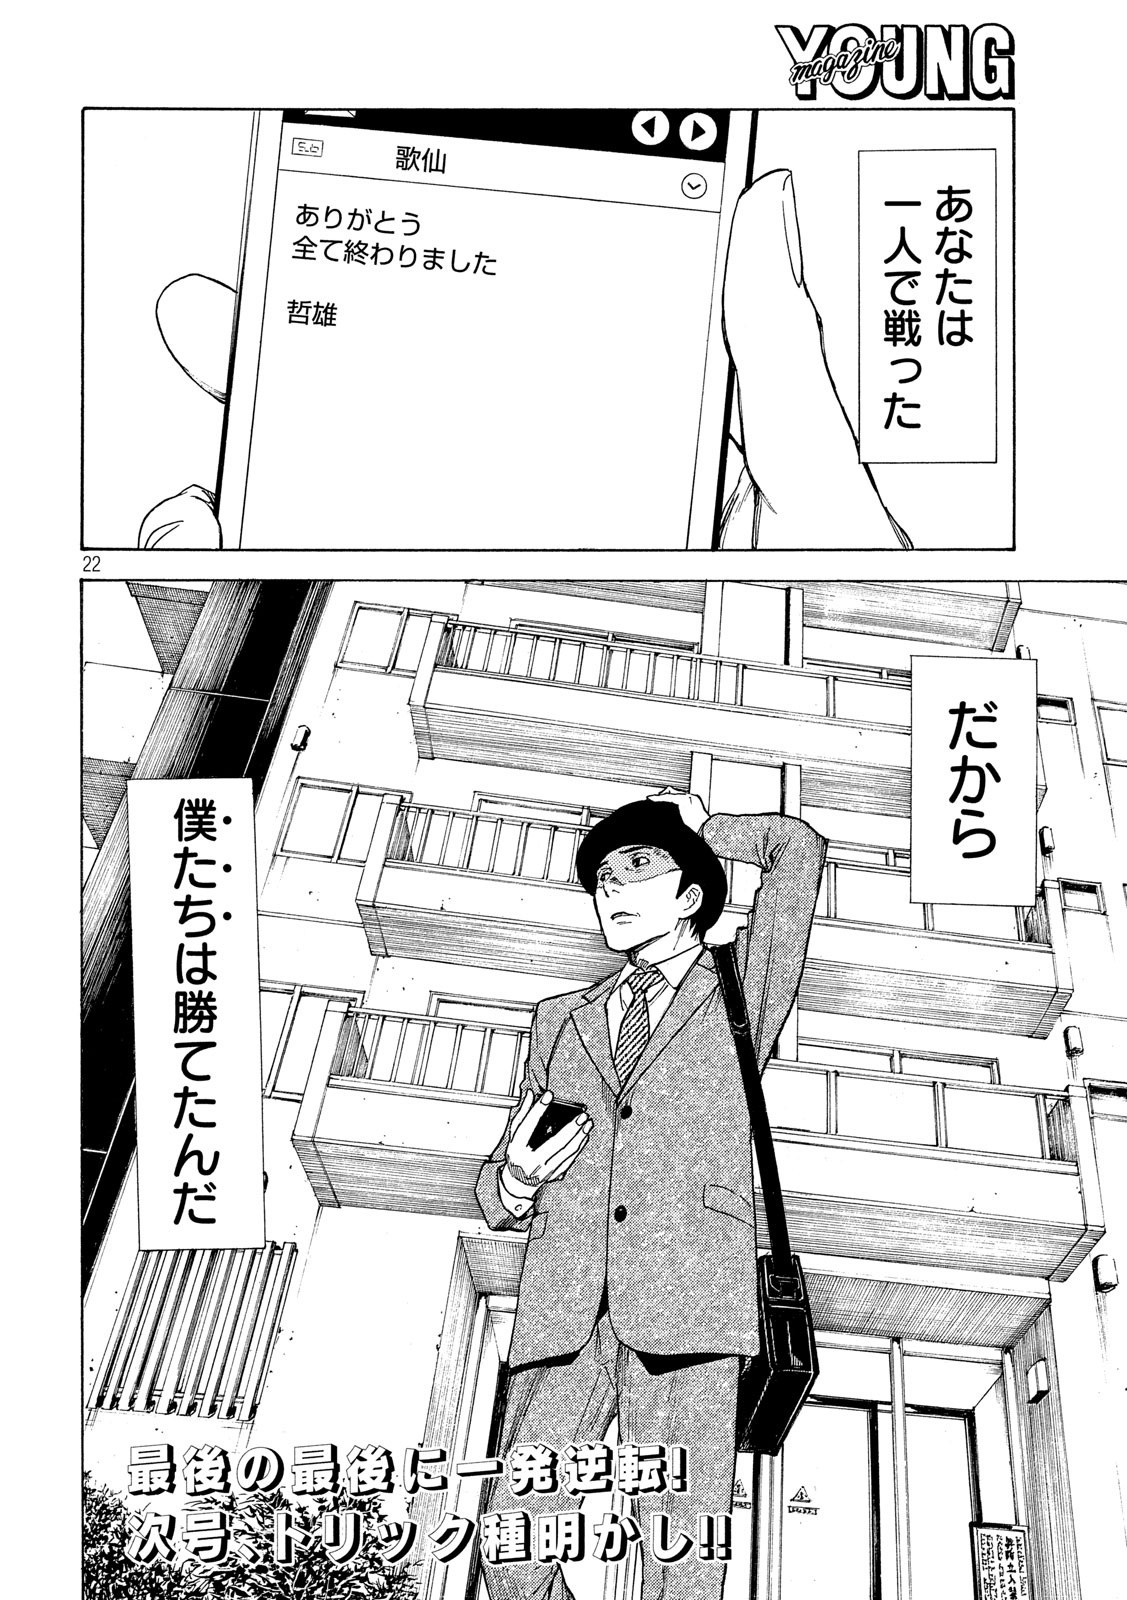 YOUNG
magazine
あなたは
一人で戦った
歌仙
ありがとう
全て終わりました
哲雄
22
だから
僕たちは勝てたんだ
最後の最後に一発逆転!
次号、トリック種明かし!!